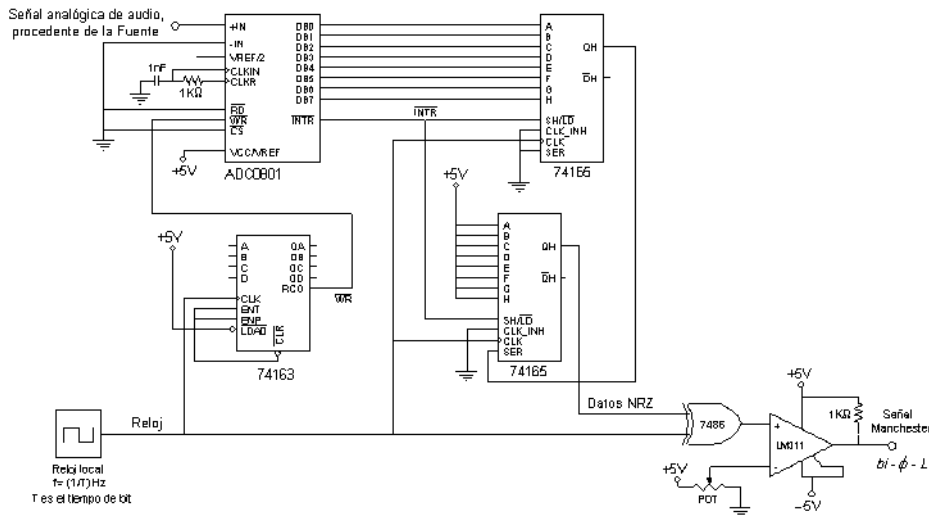 Señal analógica de audio,
procedente de la Fuente
+IN
-IN
VREF/2
CLKIN
CLKR
RD
WR
CS
VCC/VREF
DB0
DB1
DB2
DB3
DB4
DB5
DB6
DB7
INTR
ADC0801
1nF
1KΩ
+5V
INTR
A
B
C
D
E
F
G
H
SH/LD
CLK_INH
CLK
SER
QH
QH
74165
+5V
A
B
C
D
E
F
G
H
SH/LD
CLK_INH
CLK
SER
QH
QH
74165
+5V
A
B
C
D
CLK
ENT
ENP
LOAD
CLR
QA
QB
QC
QD
RCO
WR
74163
Reloj
Reloj local
f= (1/T)Hz
T es el tiempo de bit
Datos NRZ
7486
+5V
1KΩ
LM311
+
-
Señal
Manchester
bi - ϕ - L
+5V
POT
-5V